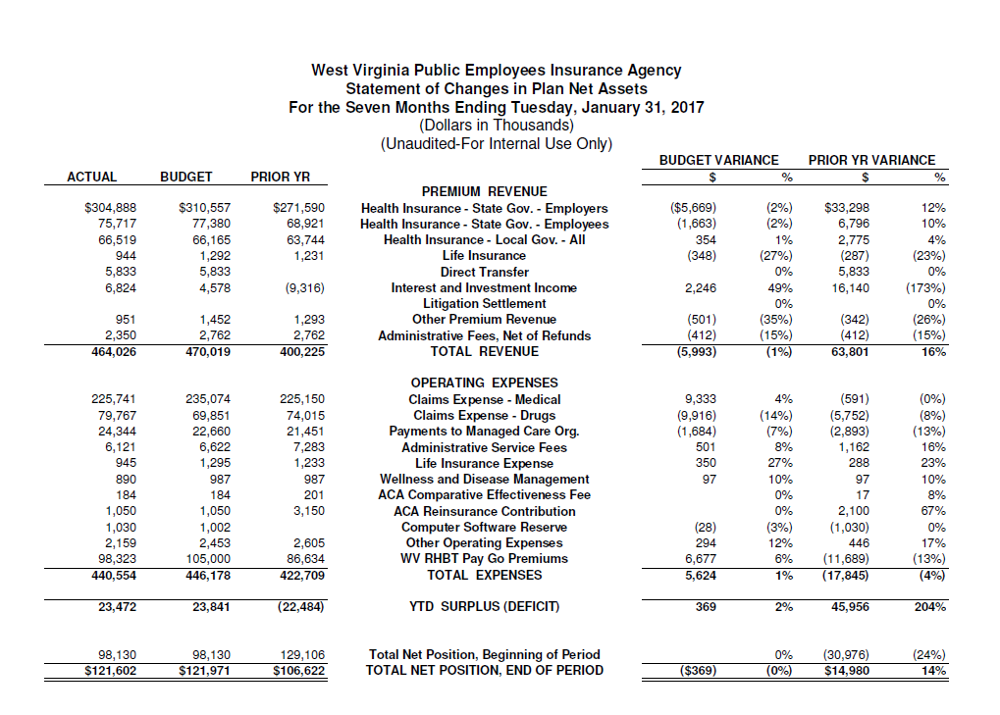 West Virginia Public Employees Insurance Agency
Statement of Changes in Plan Net Assets
For the Seven Months Ending Tuesday, January 31, 2017
(Dollars in Thousands)
(Unaudited-For Internal Use Only)
BUDGET VARIANCE PRIOR YR VARIANCE
ACTUAL BUDGET PRIOR YR $ % $ %
PREMIUM REVENUE
$304,888 $310,557 $271,590 Health Insurance - State Gov. - Employers ($5,669) (2%) $33,298 12%
75,717 77,380 68,921 Health Insurance - State Gov. - Employees (1,663) (2%) 6,796 10%
66,519 66,165 63,744 Health Insurance - Local Gov. - All 354 1% 2,775 4%
944 1,292 1,231 Life Insurance (348) (27%) (287) (23%)
5,833 5,833 Direct Transfer 0% 5,833 0%
6,824 4,578 (9,316) Interest and Investment Income 2,246 49% 16,140 (173%)
Litigation Settlement 0% 0%
951 1,452 1,293 Other Premium Revenue (501) (35%) (342) (26%)
2,350 2,762 2,762 Administrative Fees, Net of Refunds (412) (15%) (412) (15%)
464,026 470,019 400,225 TOTAL REVENUE (5,993) (1%) 63,801 16%
OPERATING EXPENSES
225,741 235,074 225,150 Claims Expense - Medical 9,333 4% (591) (0%)
79,767 69,851 74,015 Claims Expense - Drugs (9,916) (14%) (5,752) (8%)
24,344 22,660 21,451 Payments to Managed Care Org. (1,684) (7%) (2,893) (13%)
6,121 6,622 7,283 Administrative Service Fees 501 8% 1,162 16%
945 1,295 1,233 Life Insurance Expense 350 27% 288 23%
890 987 987 Wellness and Disease Management 97 10% 97 10%
184 184 201 ACA Comparative Effectiveness Fee 0% 17 8%
1,050 1,050 3,150 ACA Reinsurance Contribution 0% 2,100 67%
1,030 1,002 Computer Software Reserve (28) (3%) (1,030) 0%
2,159 2,453 2,605 Other Operating Expenses 294 12% 446 17%
98,323 105,000 86,634 WV RHBT Pay Go Premiums 6,677 6% (11,689) (13%)
440,554 446,178 422,709 TOTAL EXPENSES 5,624 1% (17,845) (4%)
23,472 23,841 (22,484) YTD SURPLUS (DEFICIT) 369 2% 45,956 204%
98,130 98,130 129,106 Total Net Position, Beginning of Period 0% (30,976) (24%)
$121,602 $121,971 $106,622 TOTAL NET POSITION, END OF PERIOD ($369) (0%) $14,980 14%